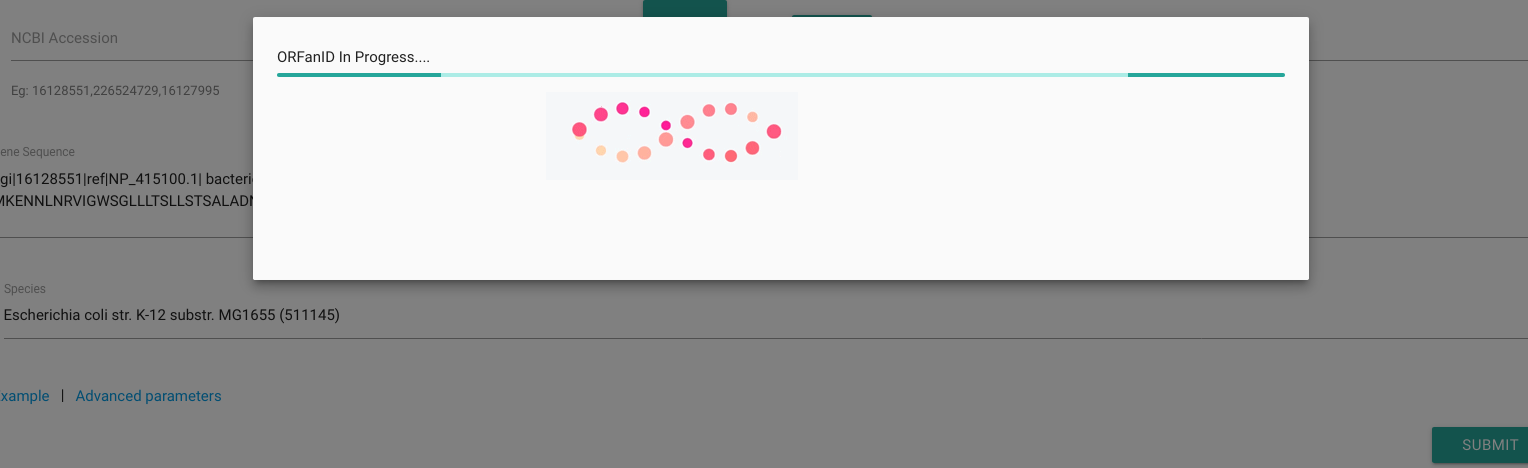 NCBI Accession
ORFanID In Progress....
Eg: 16128551,226524729,16127995
ene Sequence
gi|16128551|ref|NP_415100.1| bacteri
MKENNLNRVIGWSGLLLTSLLSTSALADN
Species
Escherichia coli str. K-12 substr. MG1655 (511145)
xample | Advanced parameters
SUBMIT